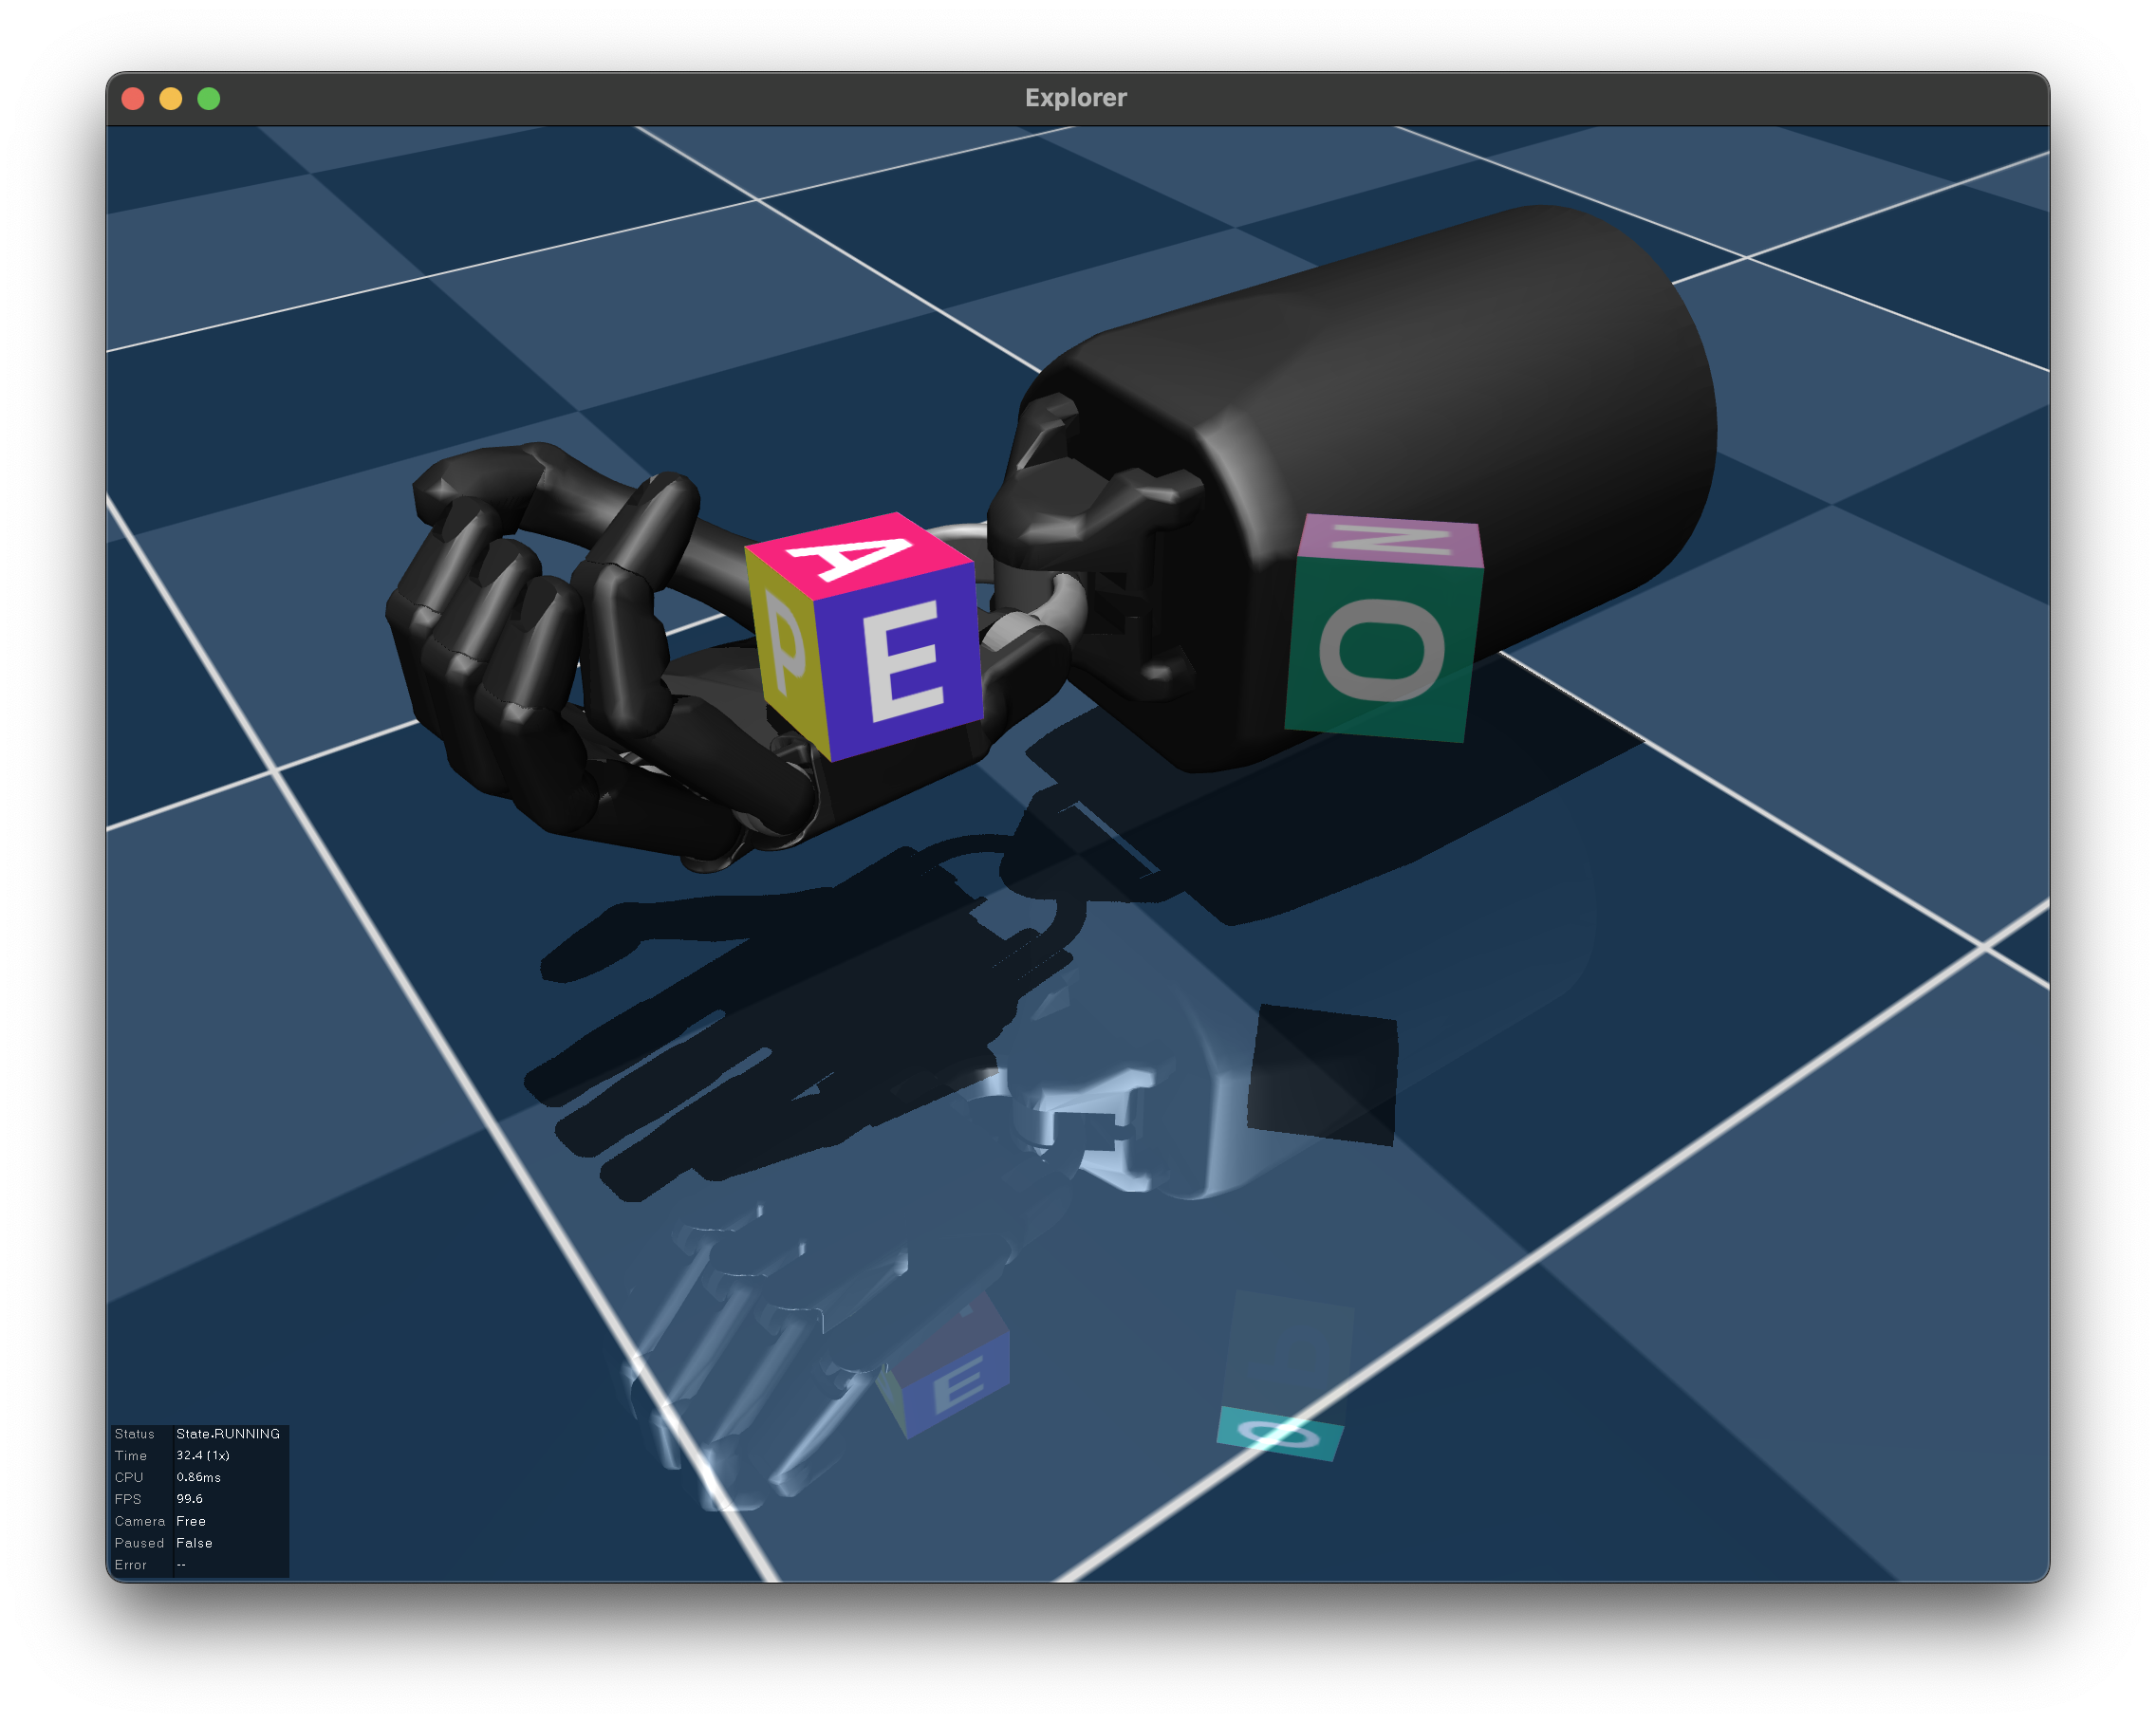 Explorer
A
P
E
N
O
E
O
Status State.RUNNING
Time 32.4 (1x)
CPU 0.86ms
FPS 99.6
Camera Free
Paused False
Error --